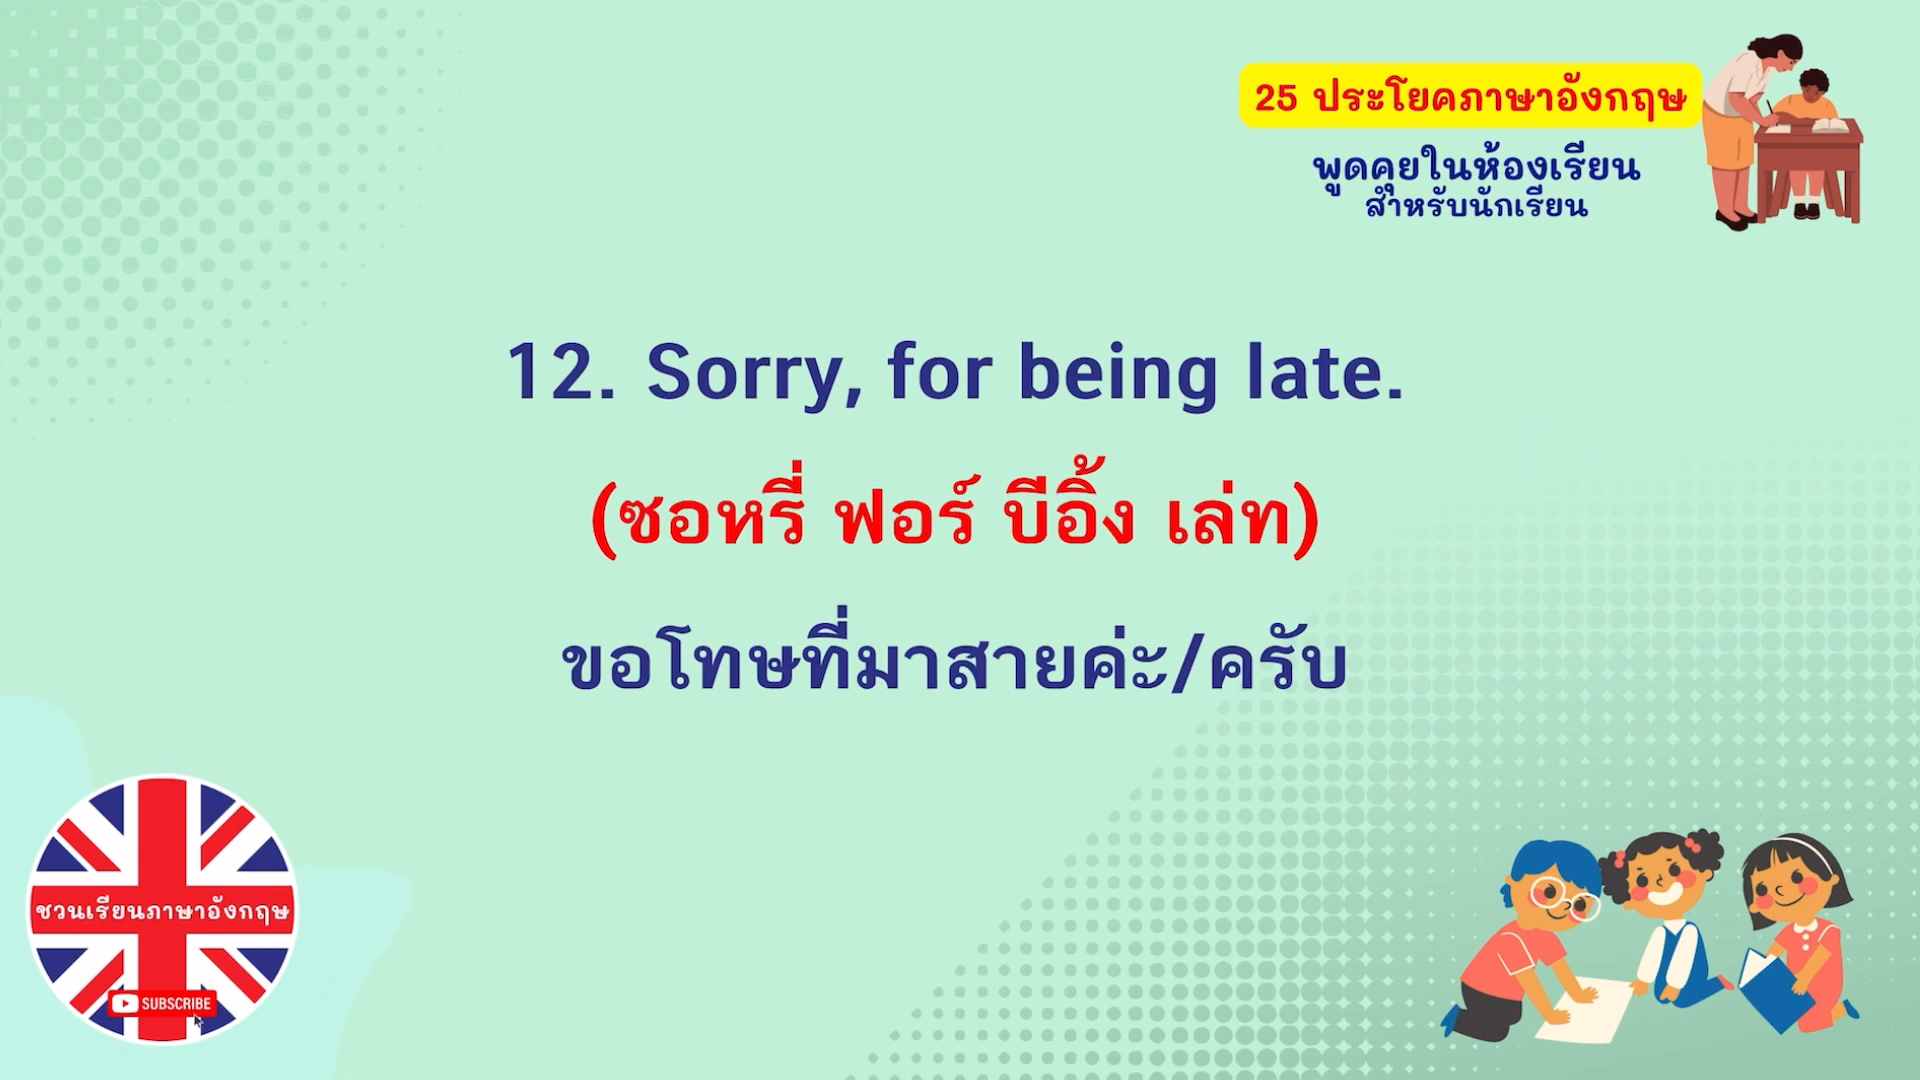 25 ประโยคภาษาอังกฤษ
พูดคุยในห้องเรียน
สำหรับนักเรียน
12. Sorry, for being late.
(ซอหรี่ ฟอร์ บีอิ้ง เล่ท)
ขอโทษที่มาสายค่ะ/ครับ
ชวนเรียนภาษาอังกฤษ
SUBSCRIBE